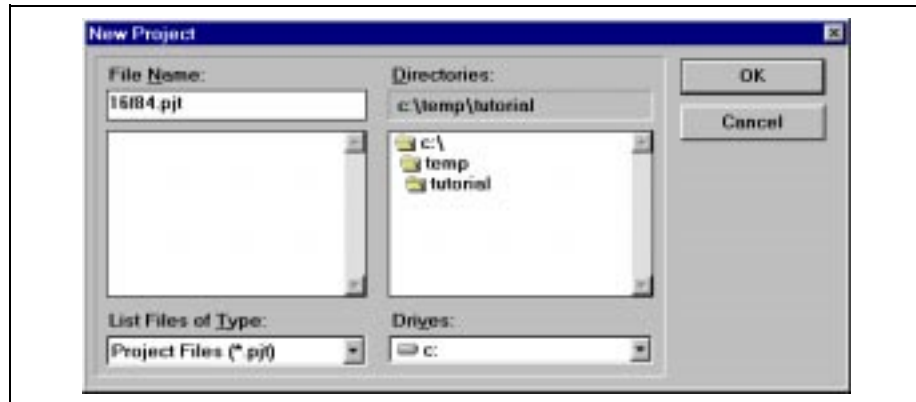 New Project
File Name:
16f84.pjt
Directories:
c:\temp\tutorial
OK
Cancel
c:\
temp
tutorial
List Files of Type:
Project Files (*.pjt)
Drives:
c: